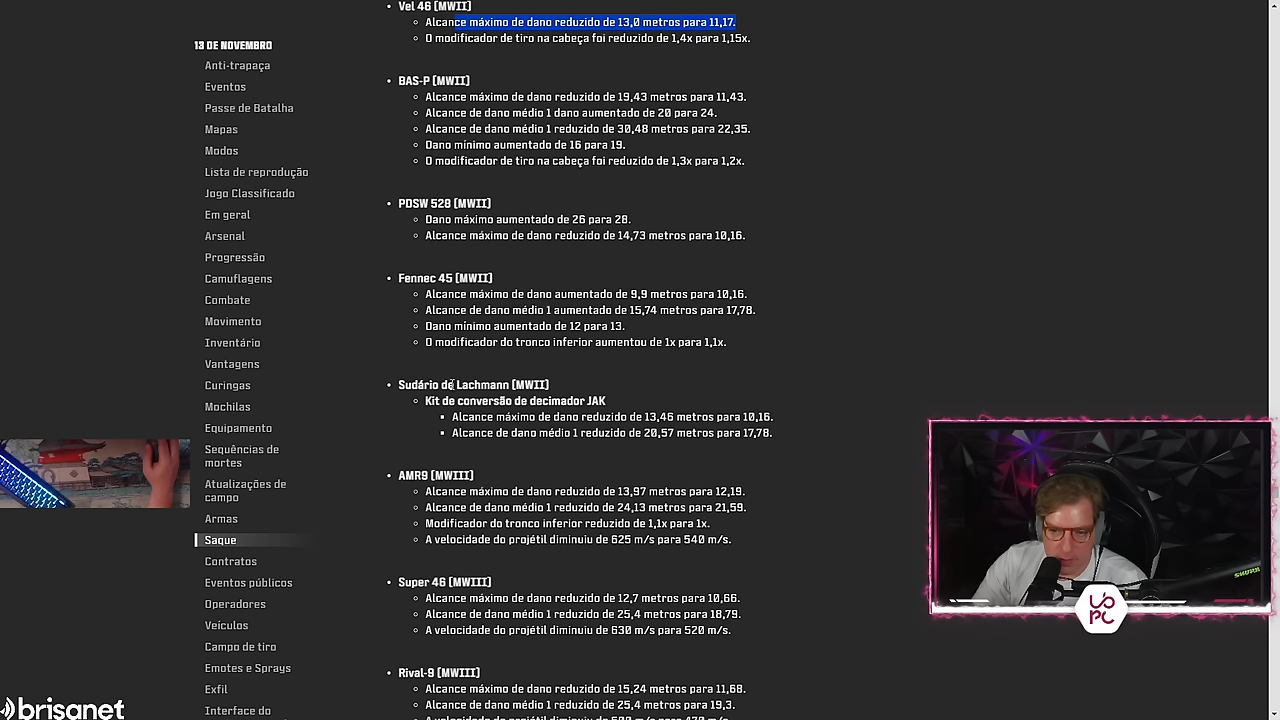 Vel 46 (MWII)
Alcance máximo de dano reduzido de 13,0 metros para 11,17.
O modificador de tiro na cabeça foi reduzido de 1,4x para 1,15x.
13 DE NOVEMBRO
Anti-trapaça
Eventos
Passe de Batalha
Mapas
Modos
Lista de reprodução
Jogo Classificado
Em geral
Arsenal
Progressão
Camuflagens
Combate
Movimento
Inventário
Vantagens
Curingas
Mochilas
Equipamento
Sequências de
mortes
Atualizações de
campo
Armas
Saque
Contratos
Eventos públicos
Operadores
Veículos
Campo de tiro
Emotes e Sprays
Exfil
Interface do
BAS-P (MWII)
Alcance máximo de dano reduzido de 19,43 metros para 11,43.
Alcance de dano médio 1 dano aumentado de 20 para 24.
Alcance de dano médio 1 reduzido de 30,48 metros para 22,35.
Dano mínimo aumentado de 16 para 19.
O modificador de tiro na cabeça foi reduzido de 1,3x para 1,2x.
PDSW 528 (MWII)
Dano máximo aumentado de 26 para 28.
Alcance máximo de dano reduzido de 14,73 metros para 10,16.
Fennec 45 (MWII)
Alcance máximo de dano aumentado de 9,9 metros para 10,16.
Alcance de dano médio 1 aumentado de 15,74 metros para 17,78.
Dano mínimo aumentado de 12 para 13.
O modificador do tronco inferior aumentou de 1x para 1,1x.
Sudário de Lachmann (MWII)
Kit de conversão de decimador JAK
Alcance máximo de dano reduzido de 13,46 metros para 10,16.
Alcance de dano médio 1 reduzido de 20,57 metros para 17,78.
AMR9 (MWIII)
Alcance máximo de dano reduzido de 13,97 metros para 12,19.
Alcance de dano médio 1 reduzido de 24,13 metros para 21,59.
Modificador do tronco inferior reduzido de 1,1x para 1x.
A velocidade do projétil diminuiu de 625 m/s para 540 m/s.
Super 46 (MWIII)
Alcance máximo de dano reduzido de 12,7 metros para 10,66.
Alcance de dano médio 1 reduzido de 25,4 metros para 18,79.
A velocidade do projétil diminuiu de 630 m/s para 520 m/s.
Rival-9 (MWIII)
Alcance máximo de dano reduzido de 15,24 metros para 11,68.
Alcance de dano médio 1 reduzido de 25,4 metros para 19,3.
SHURE
PC
brisanet